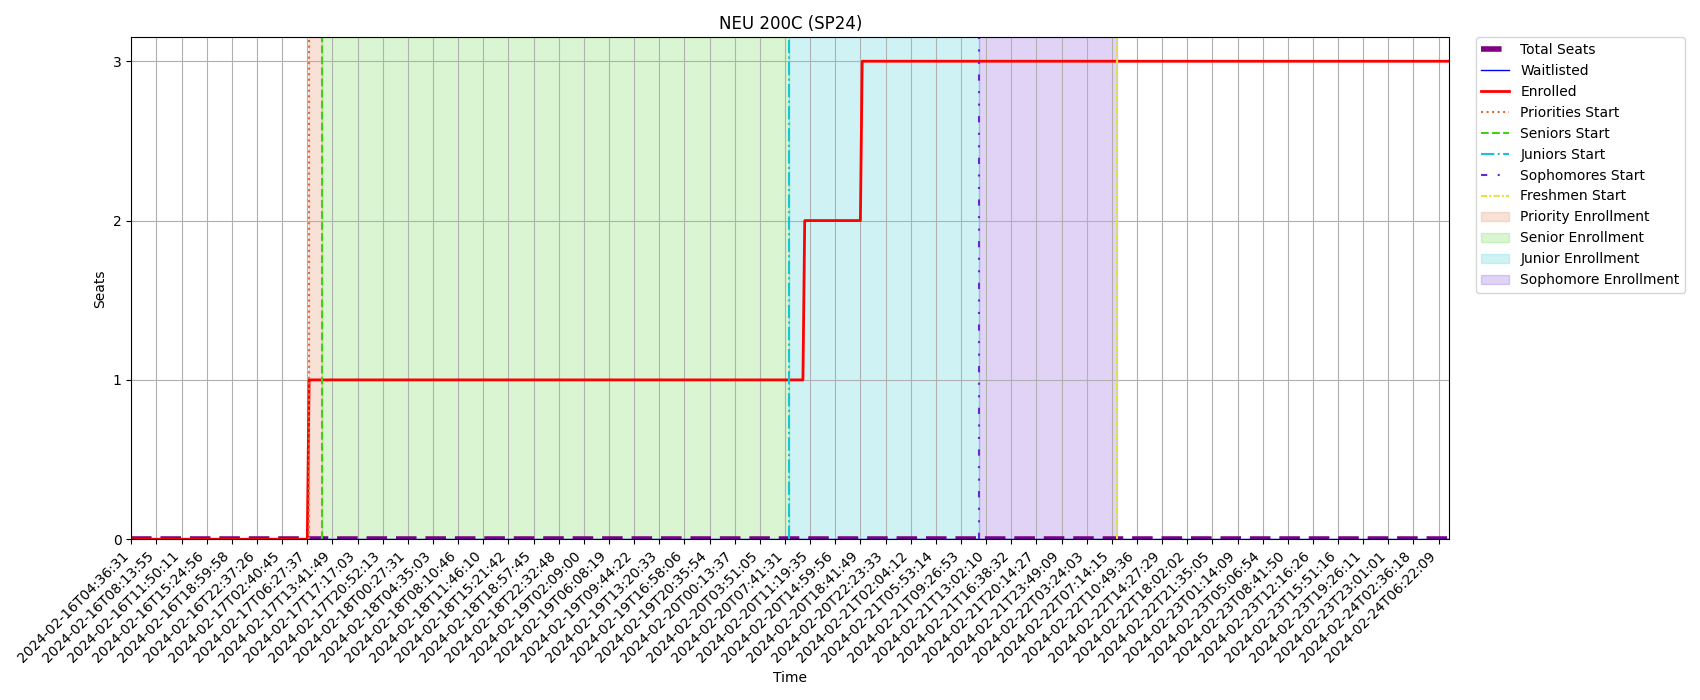 NEU 200C (SP24)
3
2
1
0
Seats
2024-02-16T04:36:31
2024-02-16T08:13:55
2024-02-16T11:50:11
2024-02-16T15:24:56
2024-02-16T18:59:58
2024-02-16T22:37:26
2024-02-17T02:40:45
2024-02-17T06:27:37
2024-02-17T13:41:49
2024-02-17T17:17:03
2024-02-17T20:52:13
2024-02-18T00:27:31
2024-02-18T04:35:03
2024-02-18T08:10:46
2024-02-18T11:46:10
2024-02-18T15:21:42
2024-02-18T18:57:45
2024-02-18T22:32:48
2024-02-19T02:09:00
2024-02-19T06:08:19
2024-02-19T09:44:22
2024-02-19T13:20:33
2024-02-19T16:58:06
2024-02-19T20:35:54
2024-02-20T00:13:37
2024-02-20T03:51:05
2024-02-20T07:41:31
2024-02-20T11:19:35
2024-02-20T14:59:56
2024-02-20T18:41:49
2024-02-20T22:23:33
2024-02-21T02:04:12
2024-02-21T05:53:14
2024-02-21T09:26:53
2024-02-21T13:02:10
2024-02-21T16:38:32
2024-02-21T20:14:27
2024-02-21T23:49:09
2024-02-22T03:24:03
2024-02-22T07:14:15
2024-02-22T10:49:36
2024-02-22T14:27:29
2024-02-22T18:02:02
2024-02-22T21:35:05
2024-02-23T01:14:09
2024-02-23T05:06:54
2024-02-23T08:41:50
2024-02-23T12:16:26
2024-02-23T15:51:16
2024-02-23T19:26:11
2024-02-23T23:01:01
2024-02-24T02:36:18
2024-02-24T06:22:09
Time
Total Seats
Waitlisted
Enrolled
Priorities Start
Seniors Start
Juniors Start
Sophomores Start
Freshmen Start
Priority Enrollment
Senior Enrollment
Junior Enrollment
Sophomore Enrollment